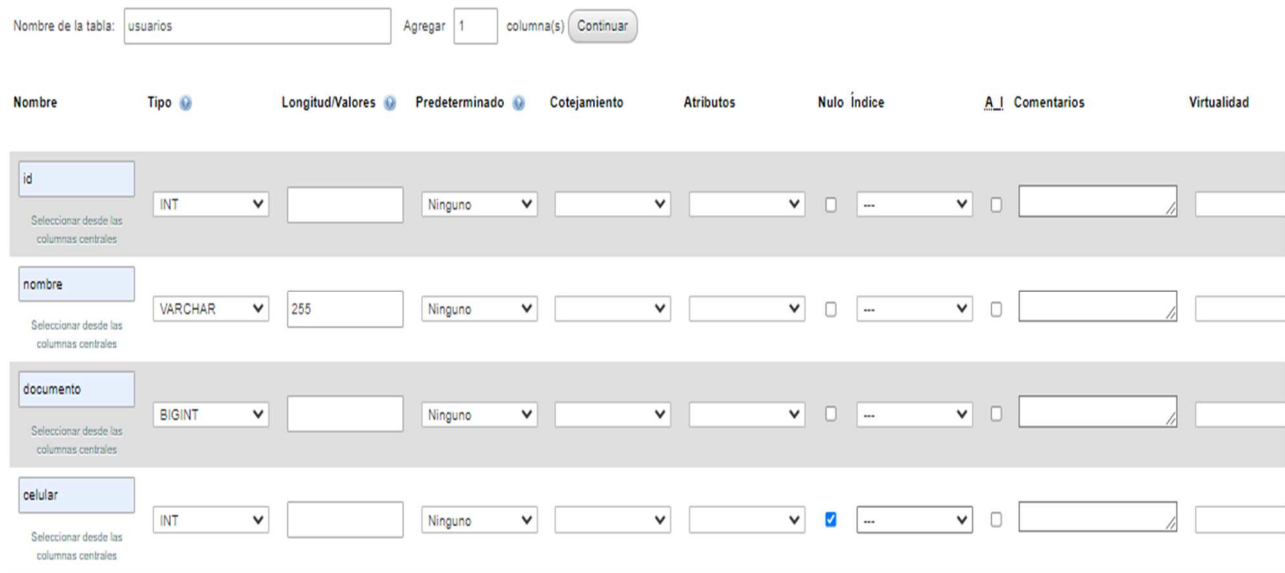 Nombre de la tabla: usuarios Agregar 1 columna(s) Continuar
Nombre Tipo Longitud/Valores Predeterminado Cotejamiento Atributos Nulo Índice A_I Comentarios Virtualidad
id INT Ninguno ---
Seleccionar desde las
columnas centrales
nombre VARCHAR 255 Ninguno ---
Seleccionar desde las
columnas centrales
documento BIGINT Ninguno ---
Seleccionar desde las
columnas centrales
celular INT Ninguno ---
Seleccionar desde las
columnas centrales